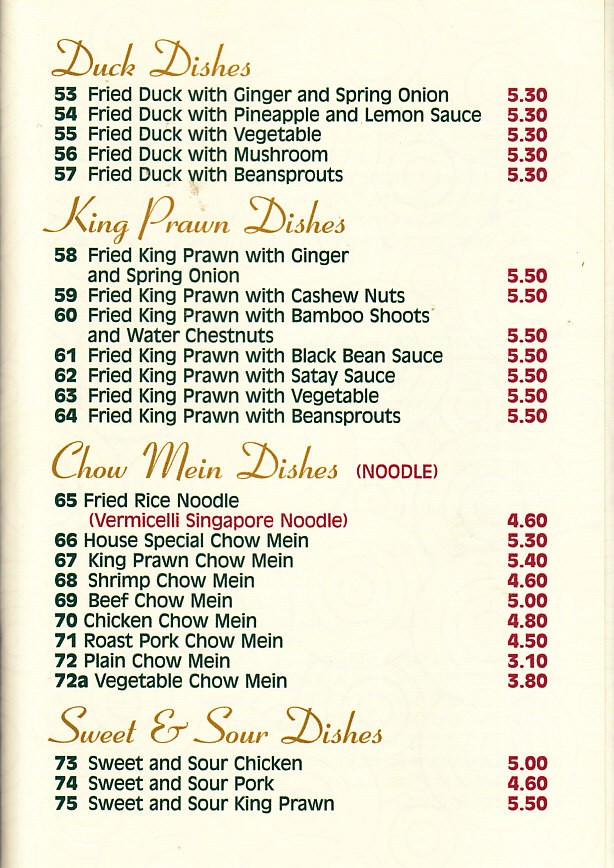 Duck Dishes
53 Fried Duck with Ginger and Spring Onion 5.30
54 Fried Duck with Pineapple and Lemon Sauce 5.30
55 Fried Duck with Vegetable 5.30
56 Fried Duck with Mushroom 5.30
57 Fried Duck with Beansprouts 5.30
King Prawn Dishes
58 Fried King Prawn with Ginger
and Spring Onion 5.50
59 Fried King Prawn with Cashew Nuts 5.50
60 Fried King Prawn with Bamboo Shoots
and Water Chestnuts 5.50
61 Fried King Prawn with Black Bean Sauce 5.50
62 Fried King Prawn with Satay Sauce 5.50
63 Fried King Prawn with Vegetable 5.50
64 Fried King Prawn with Beansprouts 5.50
Chow Mein Dishes (NOODLE)
65 Fried Rice Noodle
(Vermicelli Singapore Noodle) 4.60
66 House Special Chow Mein 5.30
67 King Prawn Chow Mein 5.40
68 Shrimp Chow Mein 4.60
69 Beef Chow Mein 5.00
70 Chicken Chow Mein 4.80
71 Roast Pork Chow Mein 4.50
72 Plain Chow Mein 3.10
72a Vegetable Chow Mein 3.80
Sweet & Sour Dishes
73 Sweet and Sour Chicken 5.00
74 Sweet and Sour Pork 4.60
75 Sweet and Sour King Prawn 5.50